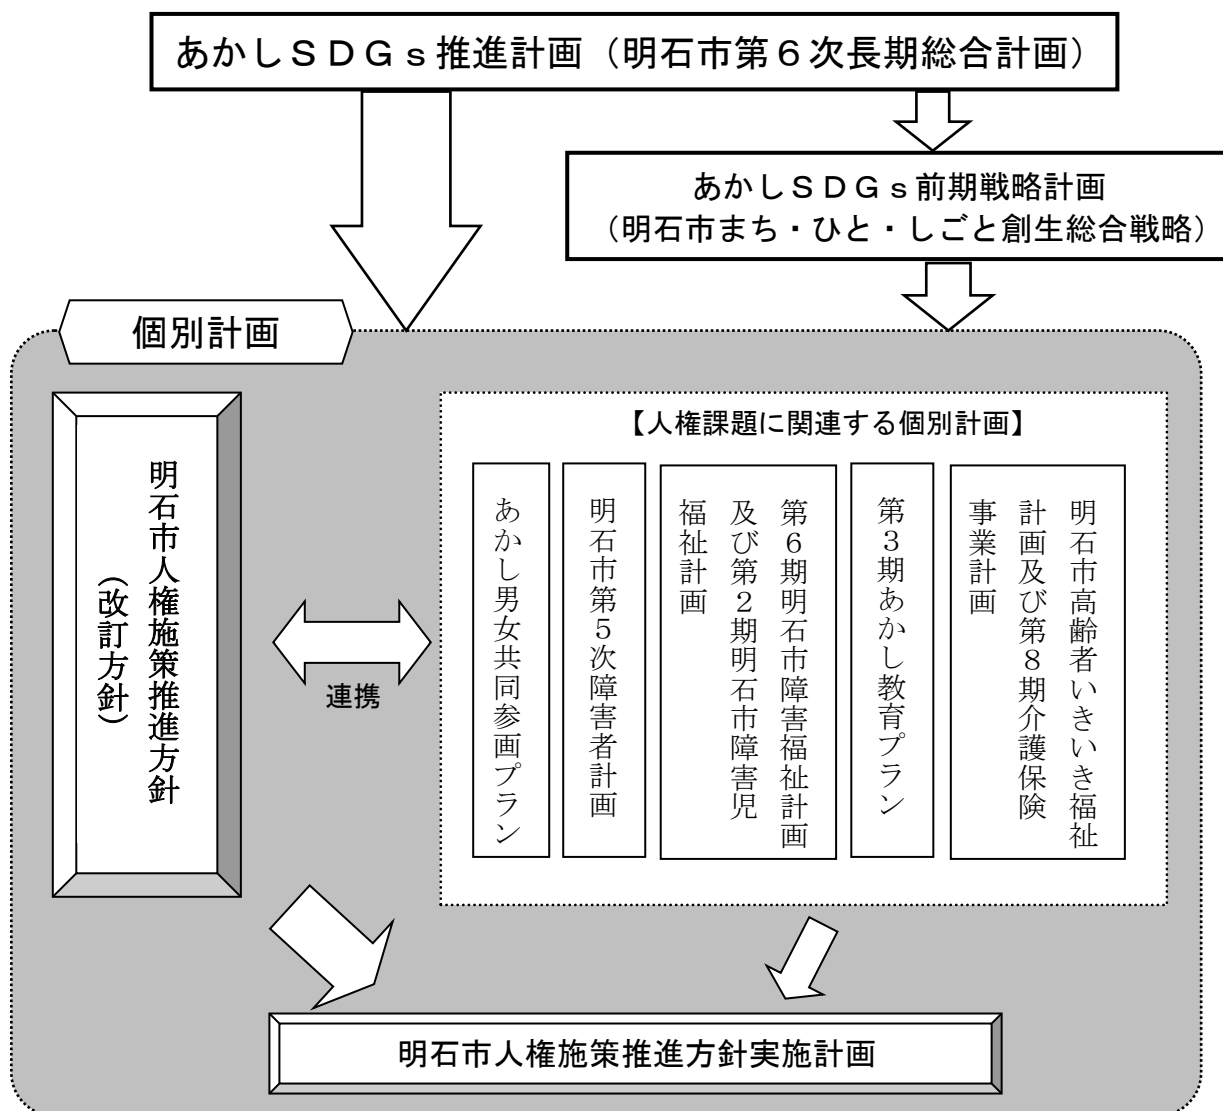 あかしＳＤＧｓ推進計画（明石市第６次長期総合計画）
あかしＳＤＧｓ前期戦略計画
（明石市まち・ひと・しごと創生総合戦略）
個別計画
明石市人権施策推進方針
（改訂方針）
連携
【人権課題に関連する個別計画】
あかし男女共同参画プラン
明石市第５次障害者計画
第６期明石市障害福祉計画
及び第２期明石市障害児
福祉計画
第３期あかし教育プラン
明石市高齢者いきいき福祉
計画及び第８期介護保険
事業計画
明石市人権施策推進方針実施計画